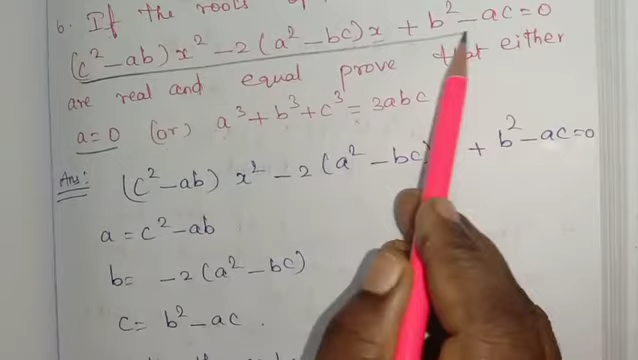 6. If the roots of
(c² - ab) x² - 2 (a² - bc) x + b² - ac = 0
are real and equal prove that either
a = 0 (or) a³ + b³ + c³ = 3abc
Ans: (c² - ab) x² - 2 (a² - bc) + b² - ac = 0
a = c² - ab
b = - 2 (a² - bc)
c = b² - ac .